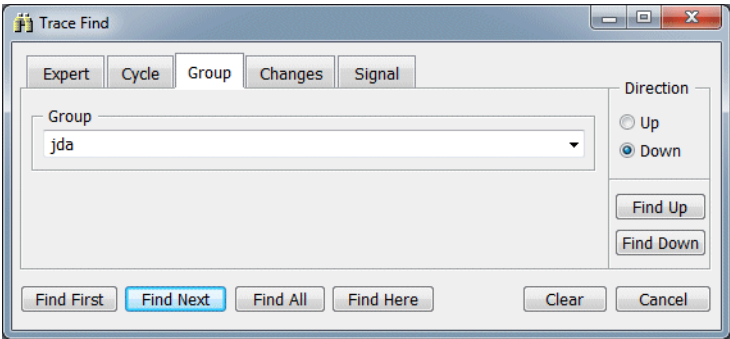 Trace Find
Expert Cycle Group Changes Signal
Group
jda
Direction
Up
Down
Find Up
Find Down
Find First Find Next Find All Find Here Clear Cancel